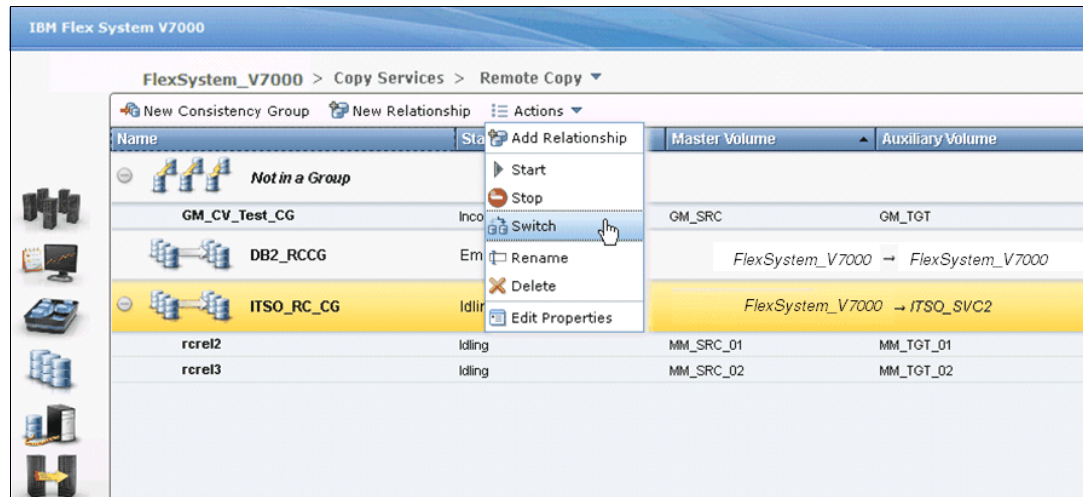 IBM Flex System V7000
FlexSystem_V7000 > Copy Services > Remote Copy
New Consistency Group New Relationship Actions
Name Sta Master Volume Auxiliary Volume
Add Relationship
Start
Not in a Group
Stop
GM_CV_Test_CG Inco GM_SRC GM_TGT
Switch
DB2_RCCG Em FlexSystem_V7000 → FlexSystem_V7000
Rename
Delete
ITSO_RC_CG Idlin FlexSystem_V7000 → ITSO_SVC2
Edit Properties
rcrel2 Idling MM_SRC_01 MM_TGT_01
rcrel3 Idling MM_SRC_02 MM_TGT_02